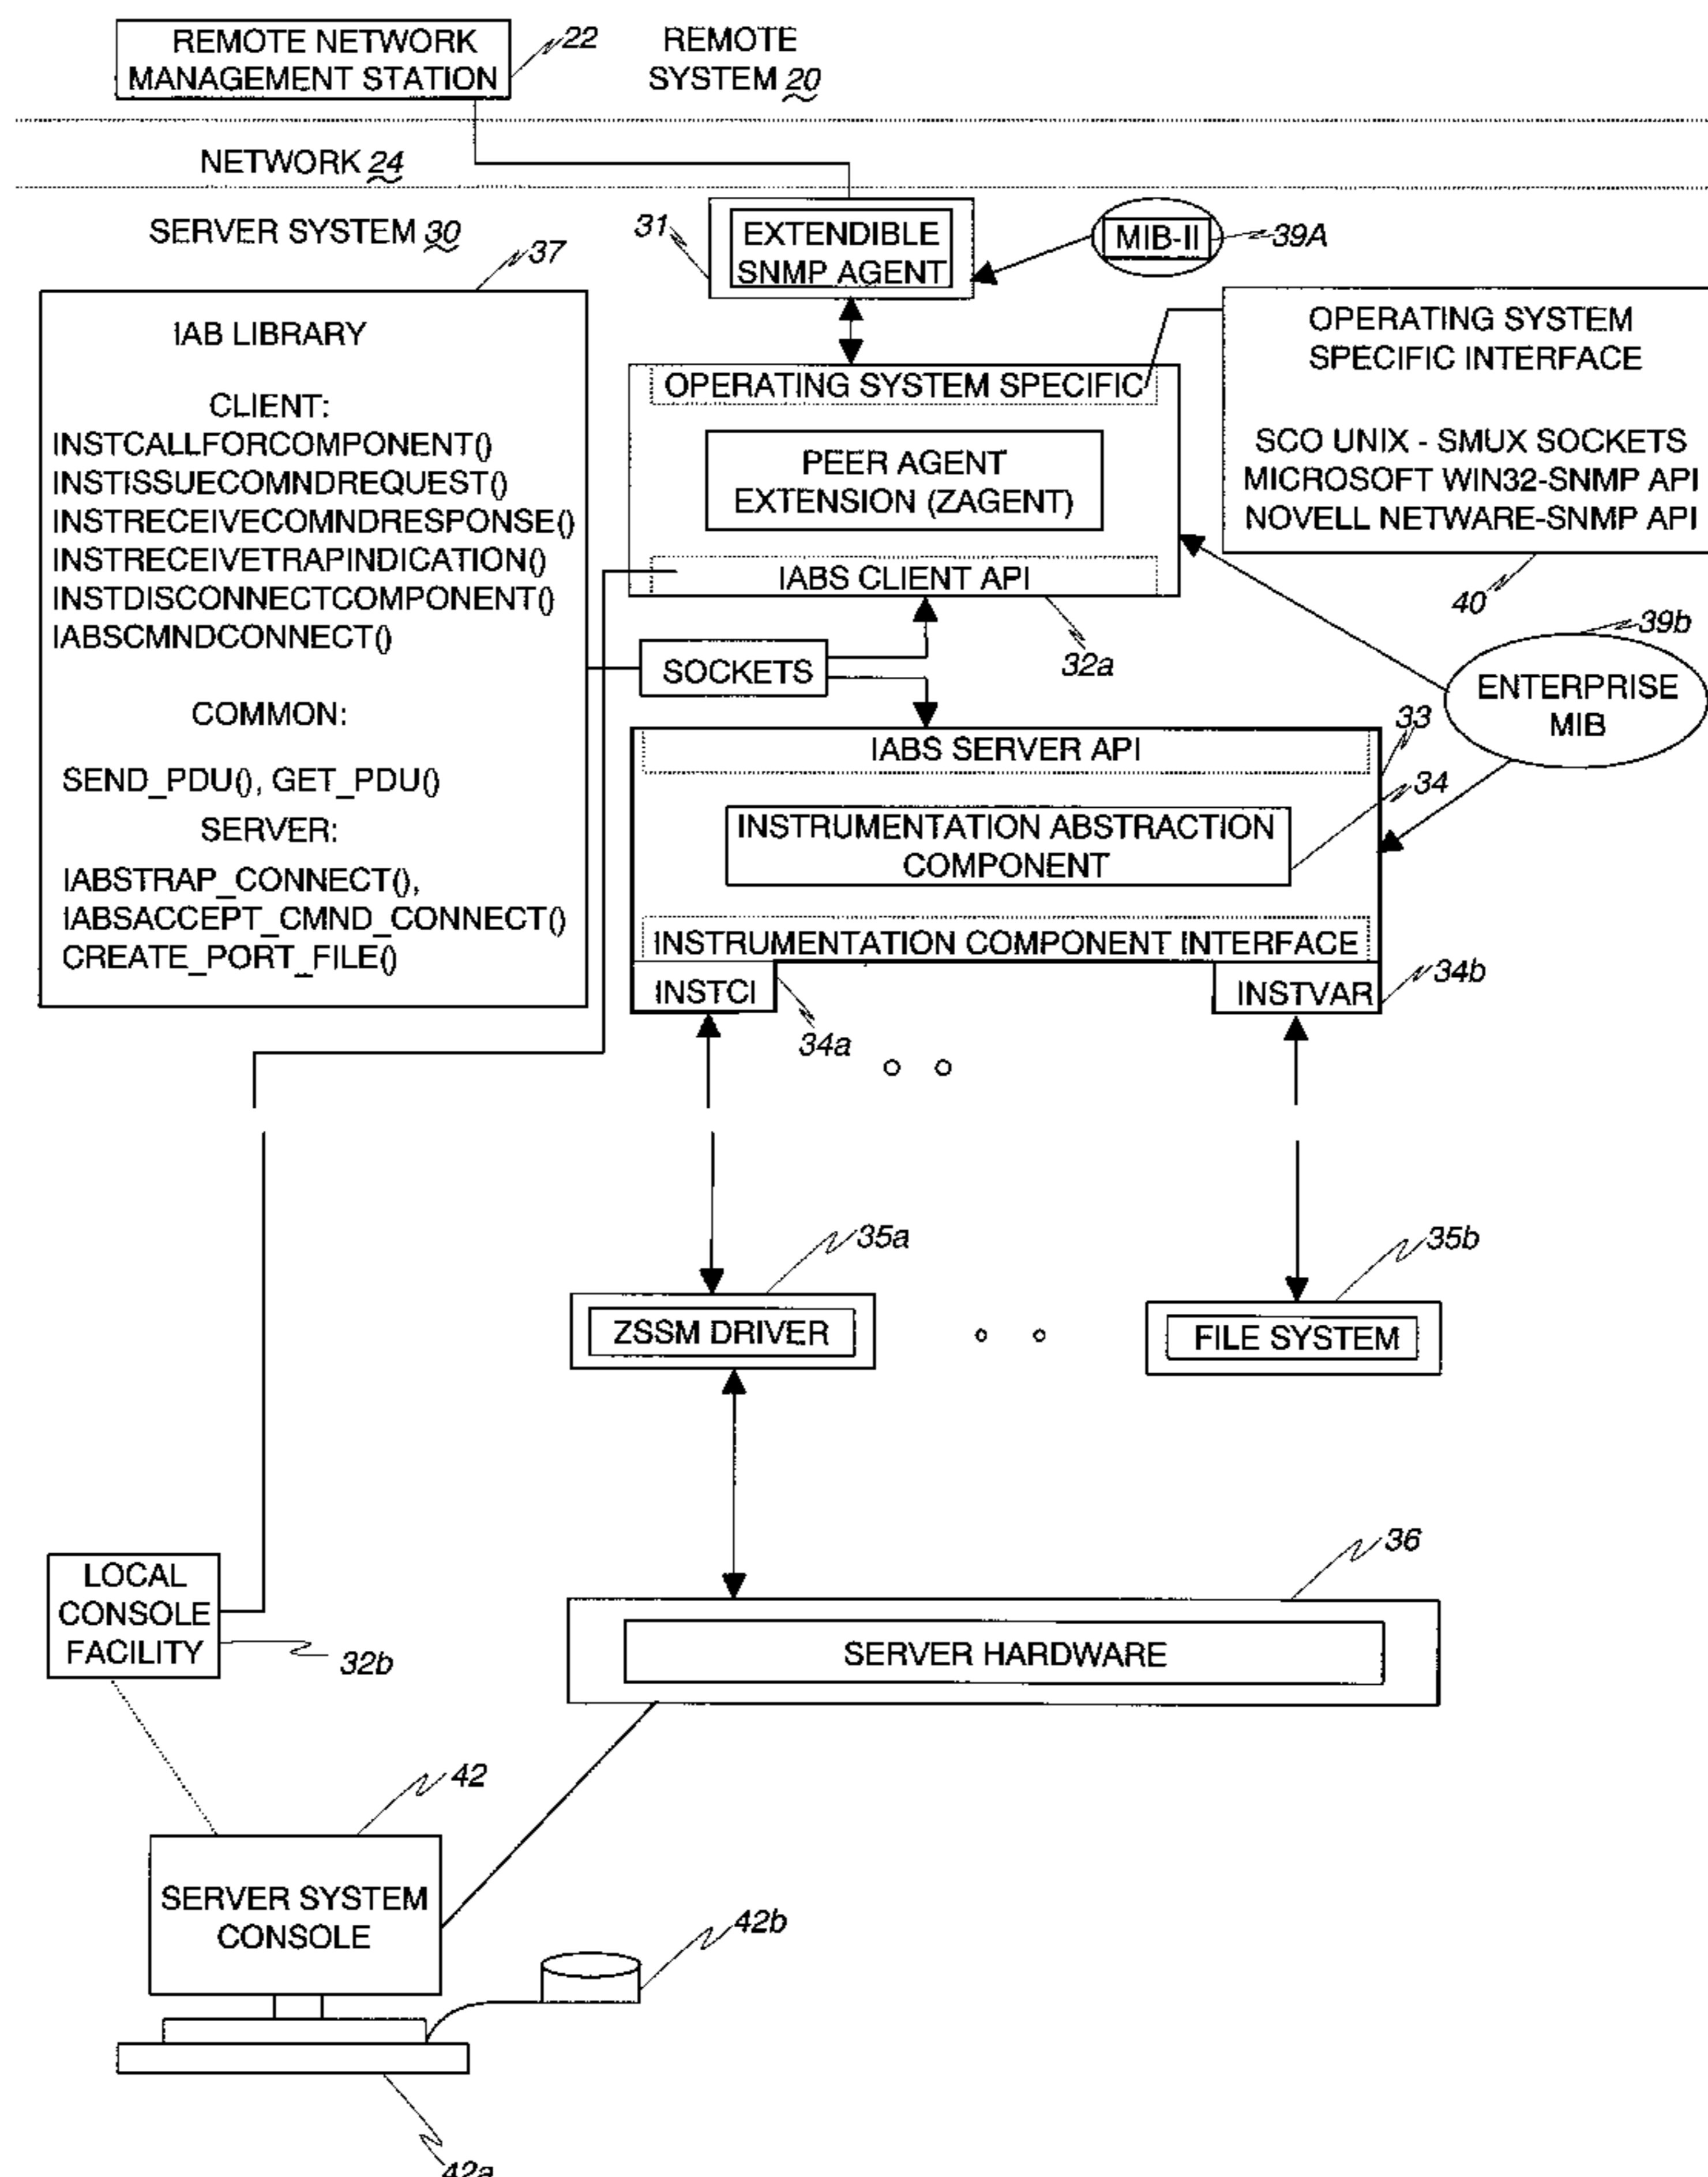 REMOTE NETWORK
MANAGEMENT STATION
22
REMOTE
SYSTEM 20
NETWORK 24
SERVER SYSTEM 30
37
31
EXTENDIBLE
SNMP AGENT
MIB-II
39A
IAB LIBRARY
CLIENT:
INSTCALLFORCOMPONENT()
INSTISSUECOMNDREQUEST()
INSTRECEIVECOMNDRESPONSE()
INSTRECEIVETRAPINDICATION()
INSTDISCONNECTCOMPONENT()
IABSCMNDCONNECT()
COMMON:
SEND_PDU(), GET_PDU()
SERVER:
IABSTRAP_CONNECT(),
IABSACCEPT_CMND_CONNECT()
CREATE_PORT_FILE()
OPERATING SYSTEM SPECIFIC
PEER AGENT
EXTENSION (ZAGENT)
IABS CLIENT API
32a
OPERATING SYSTEM
SPECIFIC INTERFACE
SCO UNIX - SMUX SOCKETS
MICROSOFT WIN32-SNMP API
NOVELL NETWARE-SNMP API
40
39b
ENTERPRISE
MIB
SOCKETS
33
IABS SERVER API
34
INSTRUMENTATION ABSTRACTION
COMPONENT
INSTRUMENTATION COMPONENT INTERFACE
INSTCI
34a
INSTVAR
34b
35a
ZSSM DRIVER
35b
FILE SYSTEM
36
SERVER HARDWARE
LOCAL
CONSOLE
FACILITY
32b
42
SERVER SYSTEM
CONSOLE
42b
42a